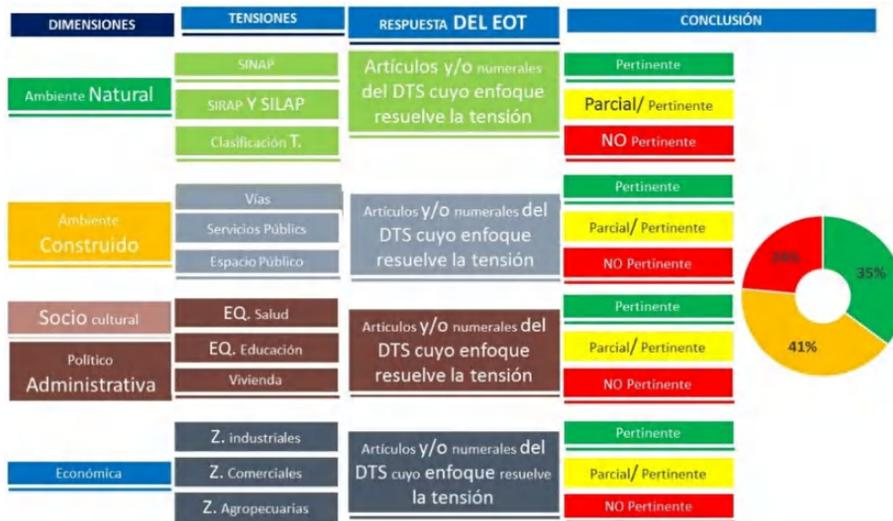 DIMENSIONES
TENSIONES
RESPUESTA DEL EOT
CONCLUSIÓN
Ambiente Natural
SINAP
SIRAP Y SILAP
Clasificación T.
Artículos y/o numerales
del DTS cuyo enfoque
resuelve la tensión
Pertinente
Parcial/ Pertinente
NO Pertinente
Ambiente
Construido
Vías
Servicios Públics
Espacio Público
Artículos y/o numerales del
DTS cuyo enfoque
resuelve la tensión
Pertinente
Parcial/ Pertinente
NO Pertinente
Socio cultural
Político
Administrativa
EQ. Salud
EQ. Educación
Vivienda
Artículos y/o numerales del
DTS cuyo enfoque
resuelve la tensión
Pertinente
Parcial/ Pertinente
NO Pertinente
Económica
Z. industriales
Z. Comerciales
Z. Agropecuarias
Artículos y/o numerales del
DTS cuyo enfoque resuelve
la tensión
Pertinente
Parcial/ Pertinente
NO Pertinente
24%
35%
41%